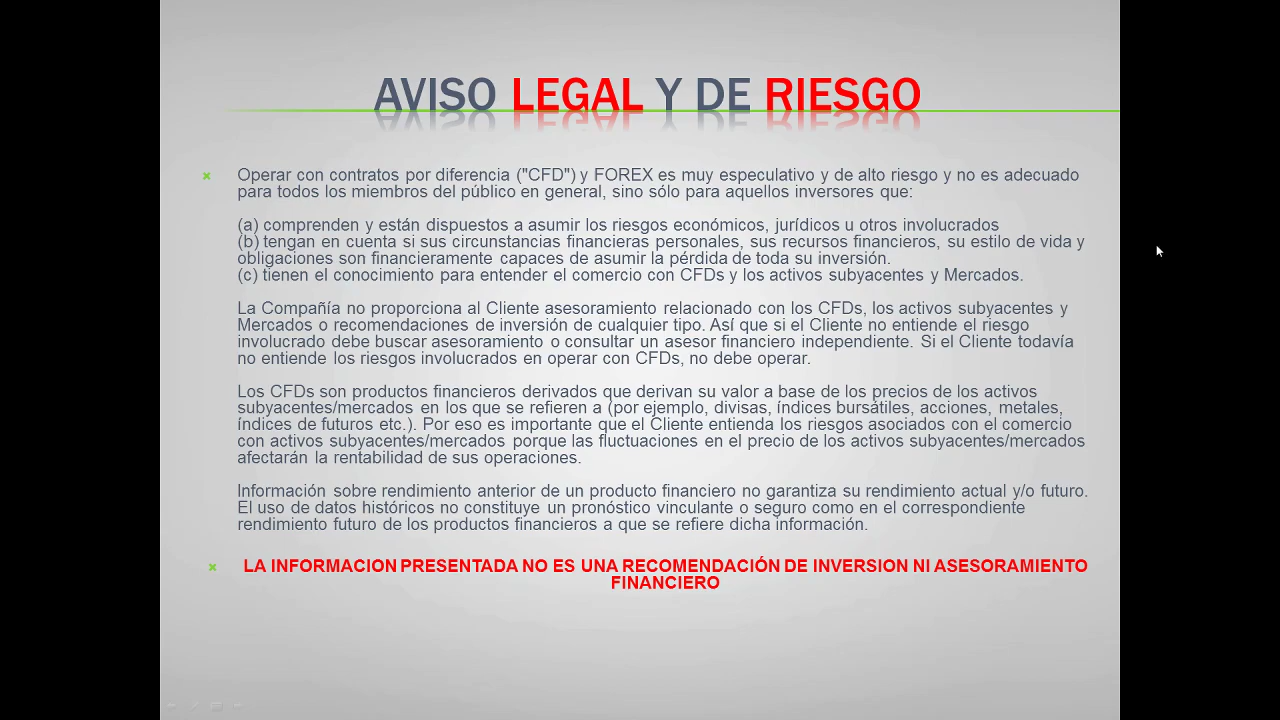 AVISO LEGAL Y DE RIESGO
Operar con contratos por diferencia ("CFD") y FOREX es muy especulativo y de alto riesgo y no es adecuado
para todos los miembros del público en general, sino sólo para aquellos inversores que:
(a) comprenden y están dispuestos a asumir los riesgos económicos, jurídicos u otros involucrados
(b) tengan en cuenta si sus circunstancias financieras personales, sus recursos financieros, su estilo de vida y
obligaciones son financieramente capaces de asumir la pérdida de toda su inversión.
(c) tienen el conocimiento para entender el comercio con CFDs y los activos subyacentes y Mercados.
La Compañía no proporciona al Cliente asesoramiento relacionado con los CFDs, los activos subyacentes y
Mercados o recomendaciones de inversión de cualquier tipo. Así que si el Cliente no entiende el riesgo
involucrado debe buscar asesoramiento o consultar un asesor financiero independiente. Si el Cliente todavía
no entiende los riesgos involucrados en operar con CFDs, no debe operar.
Los CFDs son productos financieros derivados que derivan su valor a base de los precios de los activos
subyacentes/mercados en los que se refieren a (por ejemplo, divisas, índices bursátiles, acciones, metales,
índices de futuros etc.). Por eso es importante que el Cliente entienda los riesgos asociados con el comercio
con activos subyacentes/mercados porque las fluctuaciones en el precio de los activos subyacentes/mercados
afectarán la rentabilidad de sus operaciones.
Información sobre rendimiento anterior de un producto financiero no garantiza su rendimiento actual y/o futuro.
El uso de datos históricos no constituye un pronóstico vinculante o seguro como en el correspondiente
rendimiento futuro de los productos financieros a que se refiere dicha información.
LA INFORMACION PRESENTADA NO ES UNA RECOMENDACIÓN DE INVERSION NI ASESORAMIENTO
FINANCIERO